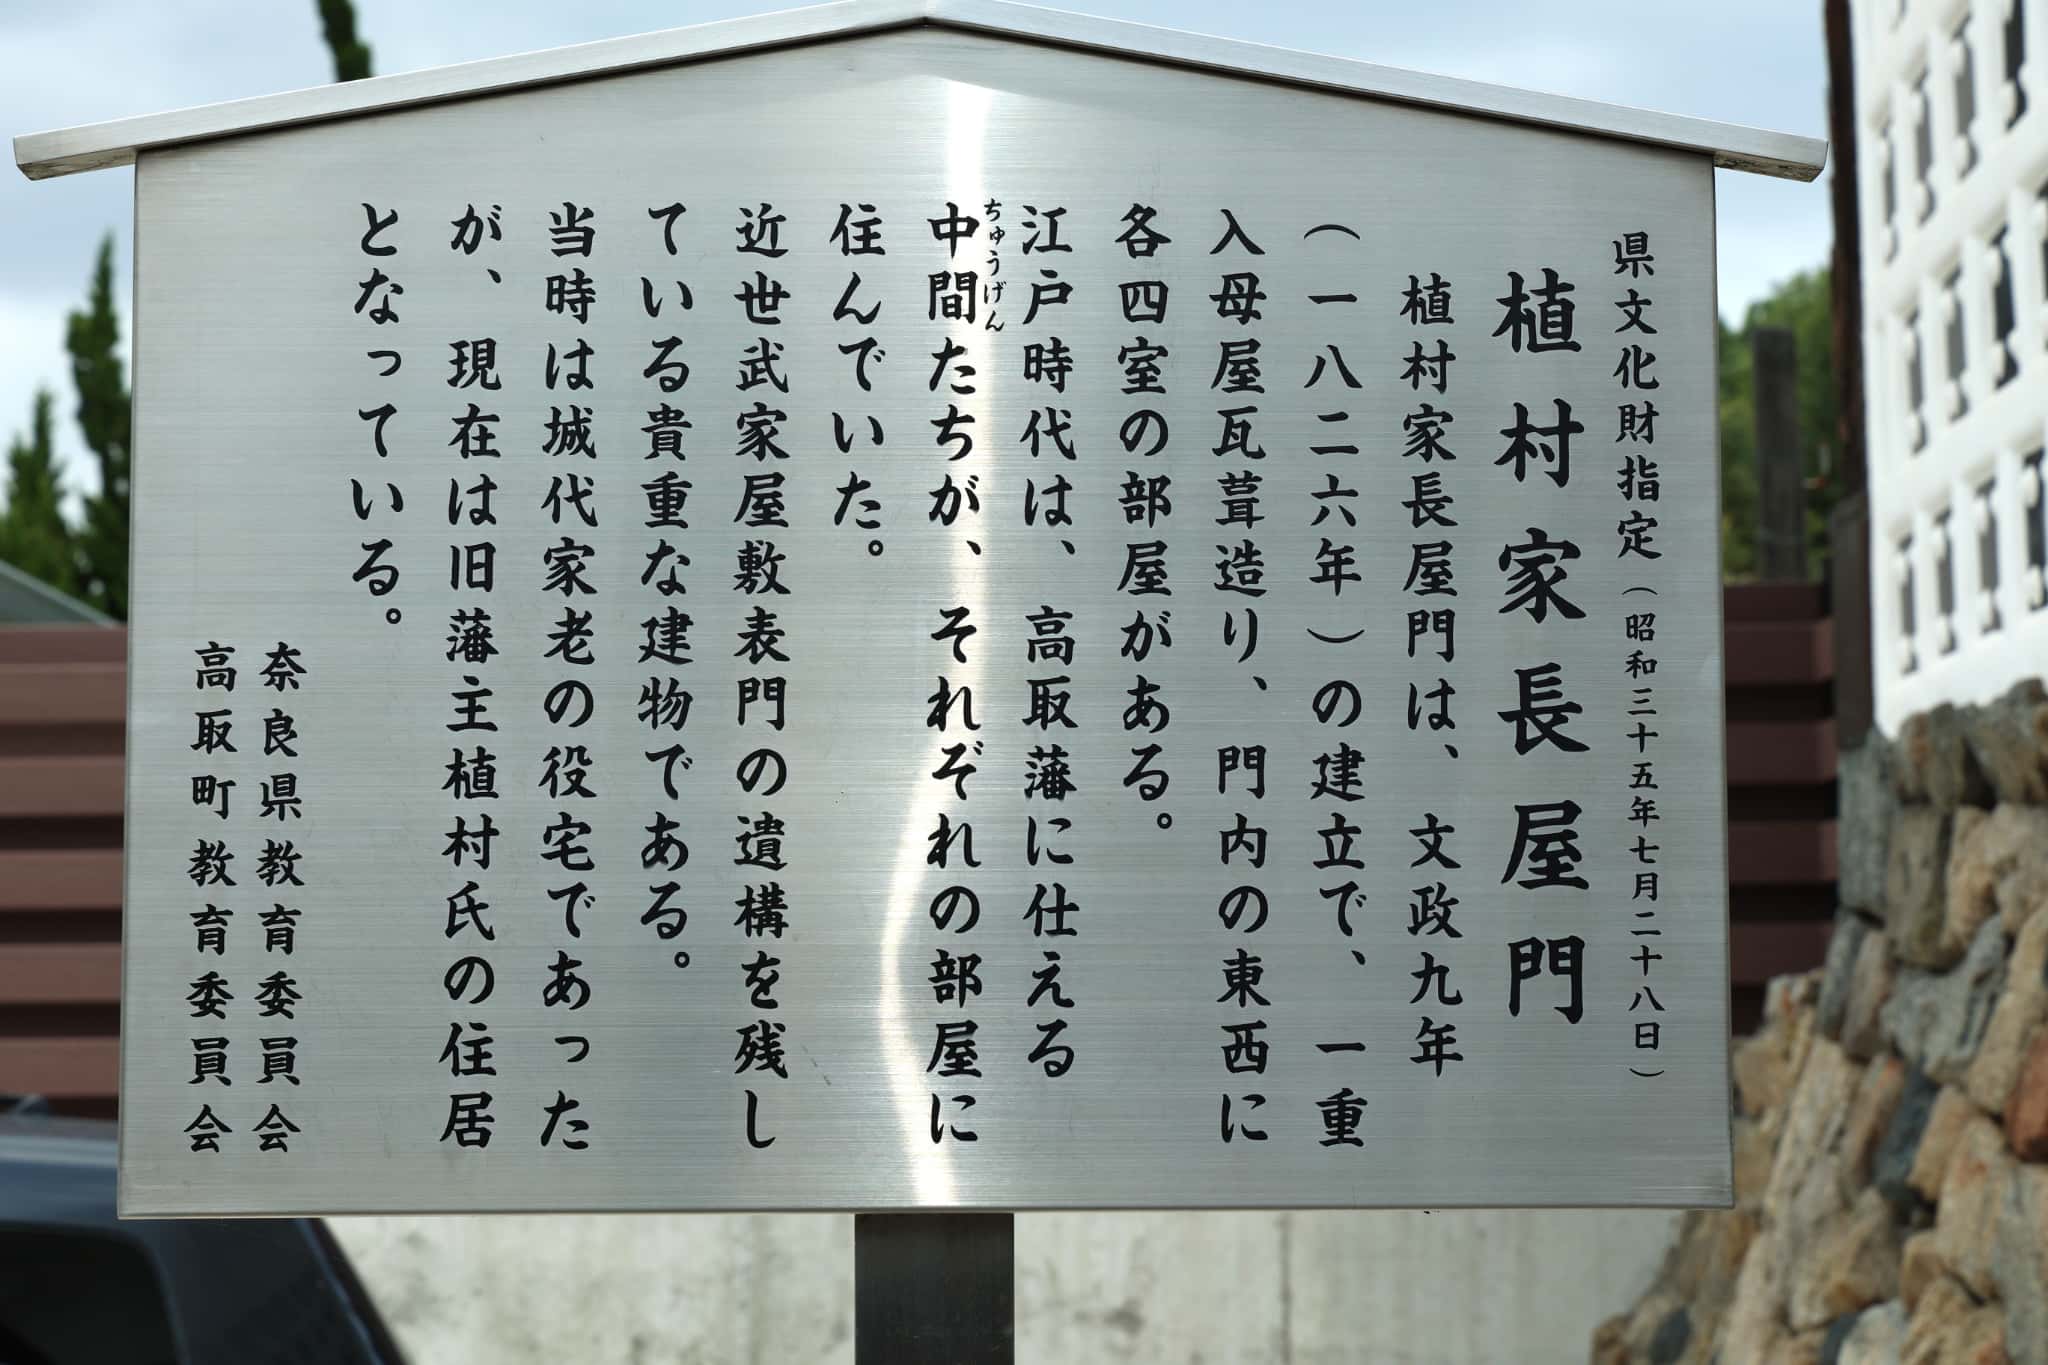 県文化財指定(昭和三十五年七月二十八日)
植村家長屋門
植村家長屋門は、文政九年
(一八二六年)の建立で、一重
入母屋瓦葺造り、門内の東西に
各四室の部屋がある。
江戸時代は、高取藩に仕える
ちゅうげん
中間たちが、それぞれの部屋に
住んでいた。
近世武家屋敷表門の遺構を残し
ている貴重な建物である。
当時は城代家老の役宅であった
が、現在は旧藩主植村氏の住居
となっている。
奈良県教育委員会
高取町教育委員会